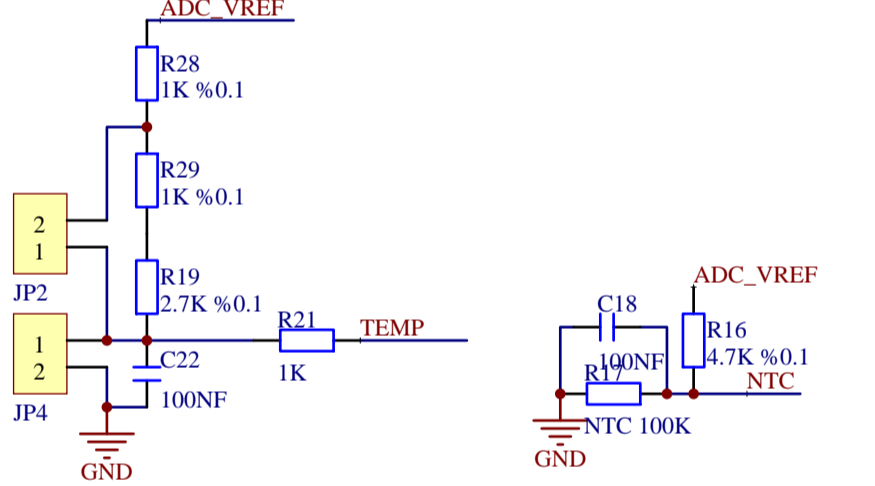 ADC_VREF
R28
1K %0.1
R29
1K %0.1
2
1
JP2
R19
2.7K %0.1
1
2
JP4
R21
1K
TEMP
C22
100NF
GND
ADC_VREF
C18
100NF
R16
4.7K %0.1
R17
NTC
NTC 100K
GND